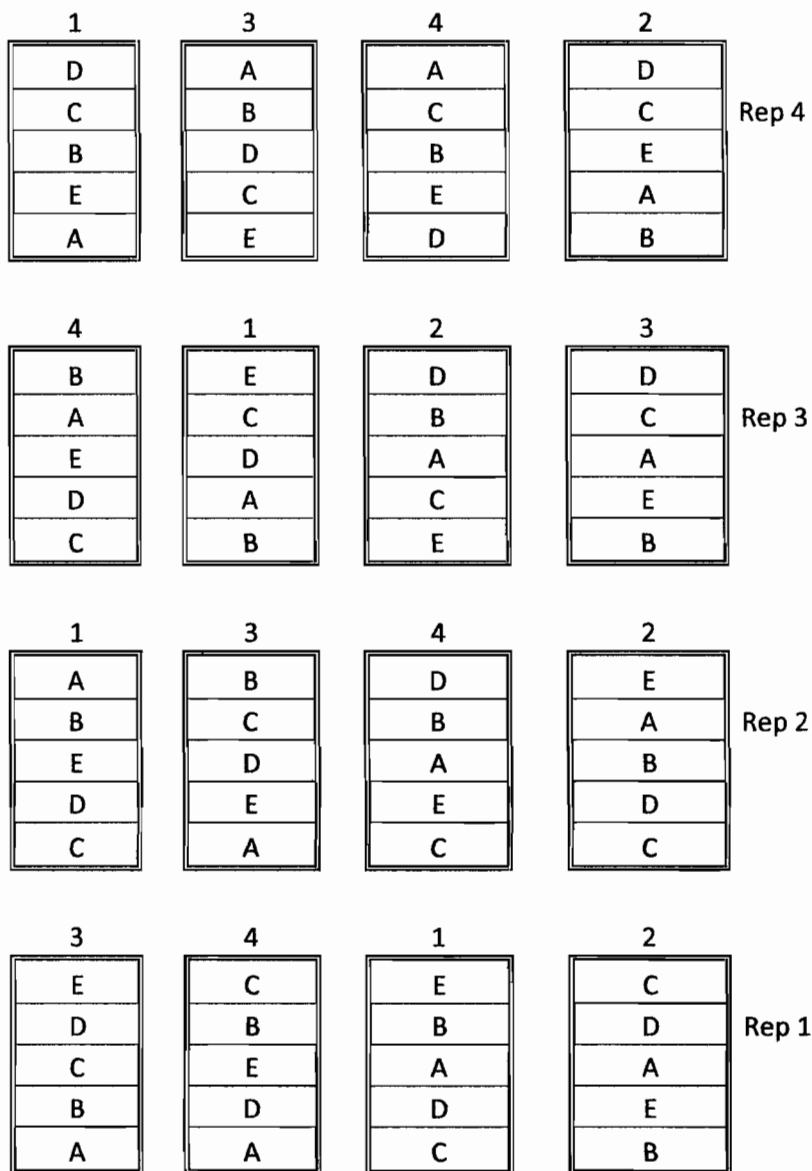 1 3 4 2
D A A D
C B C C Rep 4
B D B E
E C E A
A E D B
4 1 2 3
B E D D
A C B C Rep 3
E D A A
D A C E
C B E B
1 3 4 2
A B D E
B C B A Rep 2
E D A B
D E E D
C A C C
3 4 1 2
E C E C
D B B D Rep 1
C E A A
B D D E
A A C B